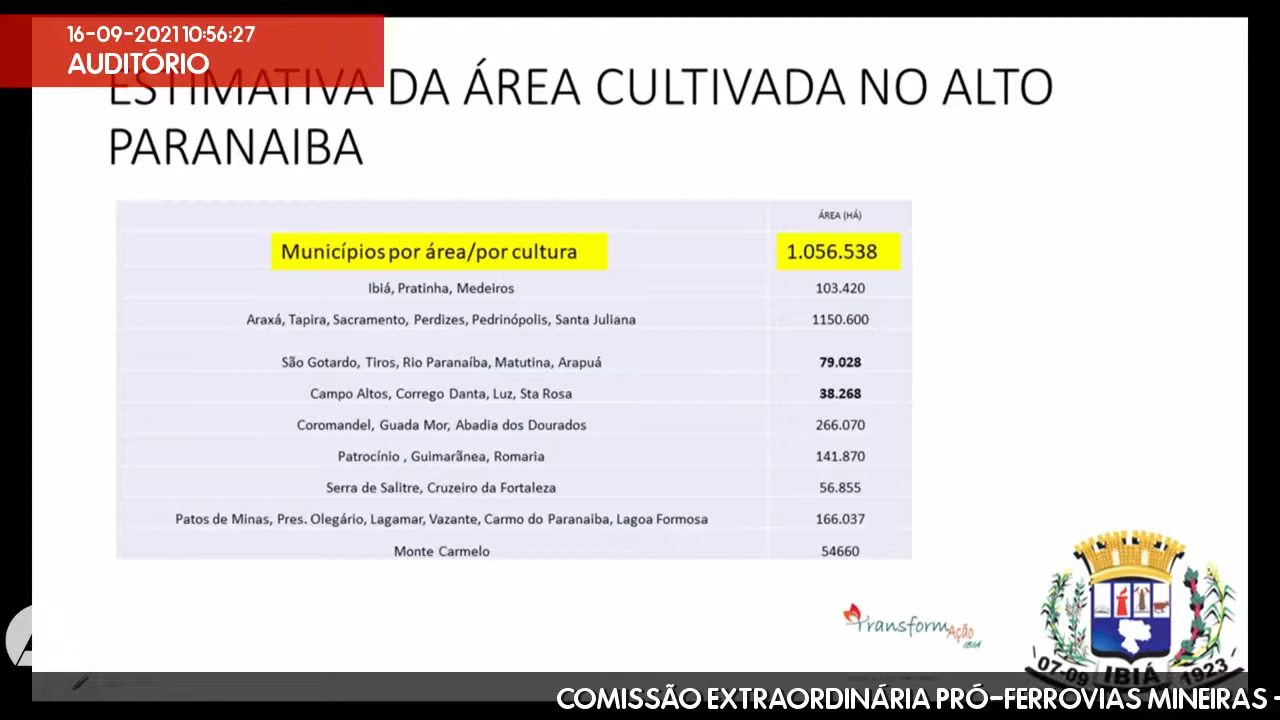 16-09-2021 10:56:27
AUDITÓRIO
ESTIMATIVA DA ÁREA CULTIVADA NO ALTO
PARANAIBA
ÁREA (HÁ)
Municípios por área/por cultura 1.056.538
Ibiá, Pratinha, Medeiros 103.420
Araxá, Tapira, Sacramento, Perdizes, Pedrinópolis, Santa Juliana 1150.600
São Gotardo, Tiros, Rio Paranaíba, Matutina, Arapuá 79.028
Campo Altos, Corrego Danta, Luz, Sta Rosa 38.268
Coromandel, Guada Mor, Abadia dos Dourados 266.070
Patrocínio , Guimarãnea, Romaria 141.870
Serra de Salitre, Cruzeiro da Fortaleza 56.855
Patos de Minas, Pres. Olegário, Lagamar, Vazante, Carmo do Paranaiba, Lagoa Formosa 166.037
Monte Carmelo 54660
TransformAção
IBIÁ
07-09 IBIÁ 1923
COMISSÃO EXTRAORDINÁRIA PRÓ-FERROVIAS MINEIRAS -